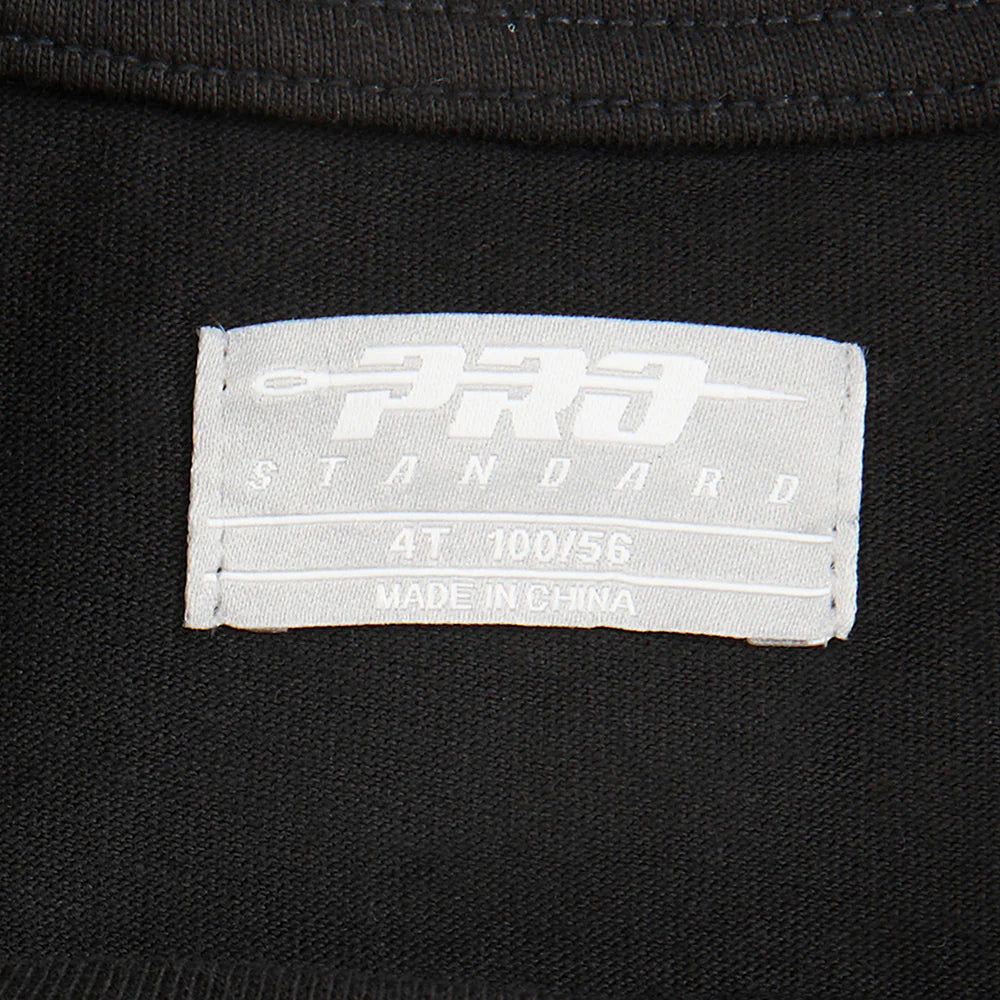 PRO
STANDARD
4T 100/56
MADE IN CHINA